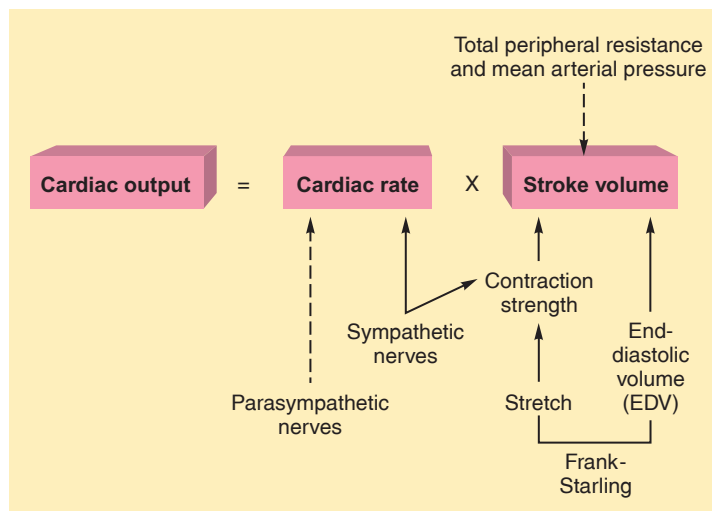 Total peripheral resistance
and mean arterial pressure
Cardiac output
=
Cardiac rate
X
Stroke volume
Contraction
strength
Sympathetic
nerves
End-
diastolic
volume
(EDV)
Parasympathetic
nerves
Stretch
Frank-
Starling